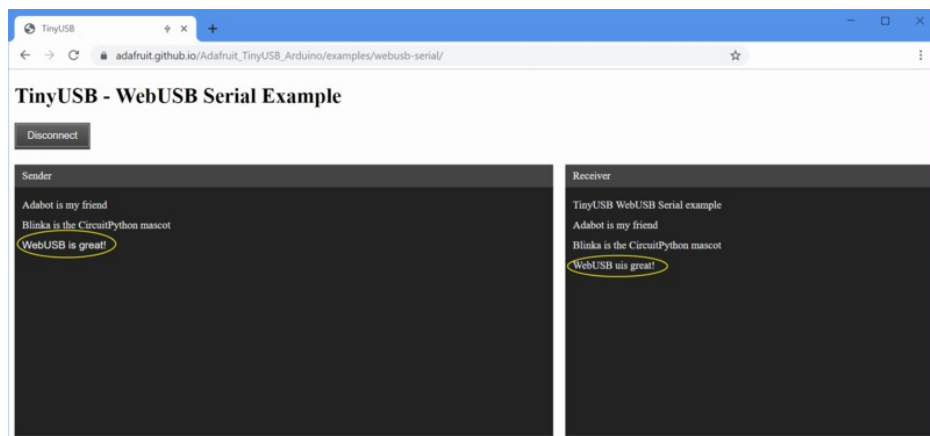 TinyUSB
adafruit.github.io/Adafruit_TinyUSB_Arduino/examples/webusb-serial/
TinyUSB - WebUSB Serial Example
Disconnect
Sender
Adabot is my friend
Blinka is the CircuitPython mascot
WebUSB is great!
Receiver
TinyUSB WebUSB Serial example
Adabot is my friend
Blinka is the CircuitPython mascot
WebUSB uis great!